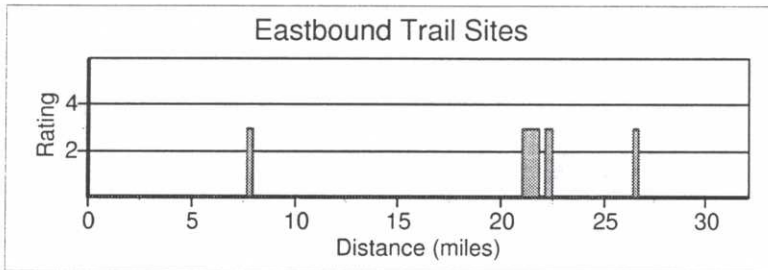 Eastbound Trail Sites
Rating
4
2
0 5 10 15 20 25 30
Distance (miles)